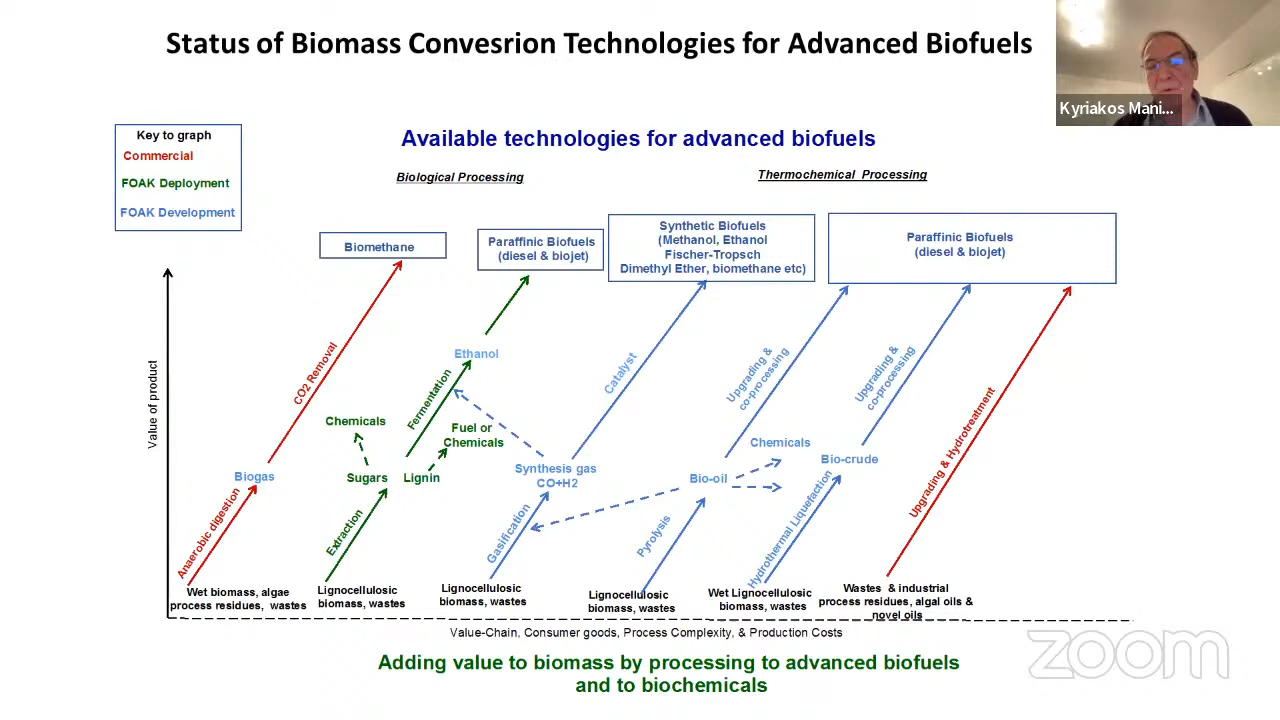 Status of Biomass Convesrion Technologies for Advanced Biofuels
Kyriakos Mani...
Key to graph
Commercial
FOAK Deployment
FOAK Development
Available technologies for advanced biofuels
Biological Processing
Thermochemical Processing
Biomethane
Paraffinic Biofuels
(diesel & biojet)
Synthetic Biofuels
(Methanol, Ethanol
Fischer-Tropsch
Dimethyl Ether, biomethane etc)
Paraffinic Biofuels
(diesel & biojet)
Value of product
CO2 Removal
Ethanol
Fermentation
Catalyst
Upgrading &
co-processing
Upgrading &
co-processing
Upgrading & Hydrotreatment
Chemicals
Fuel or
Chemicals
Chemicals
Biogas
Sugars
Lignin
Synthesis gas
CO+H2
Bio-oil
Bio-crude
Anaerobic digestion
Extraction
Gasification
Pyrolysis
Hydrothermal Liquefaction
Wet biomass, algae
process residues, wastes
Lignocellulosic
biomass, wastes
Lignocellulosic
biomass, wastes
Lignocellulosic
biomass, wastes
Wet Lignocellulosic
biomass, wastes
Wastes & industrial
process residues, algal oils &
novel oils
Value-Chain, Consumer goods, Process Complexity, & Production Costs
Adding value to biomass by processing to advanced biofuels
and to biochemicals
zoom